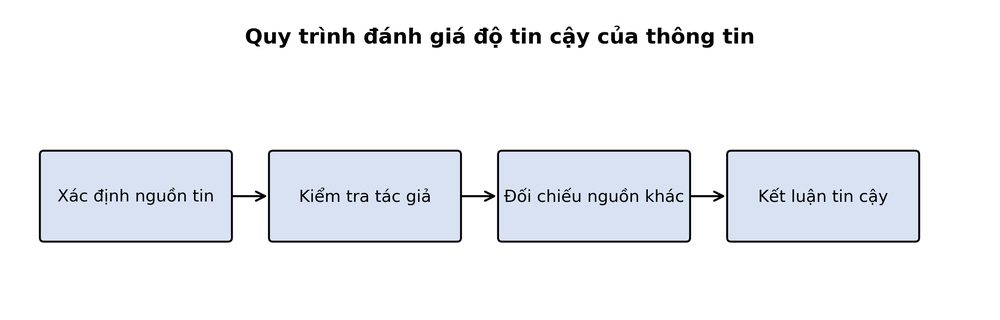 Quy trình đánh giá độ tin cậy của thông tin
Xác định nguồn tin
Kiểm tra tác giả
Đối chiếu nguồn khác
Kết luận tin cậy